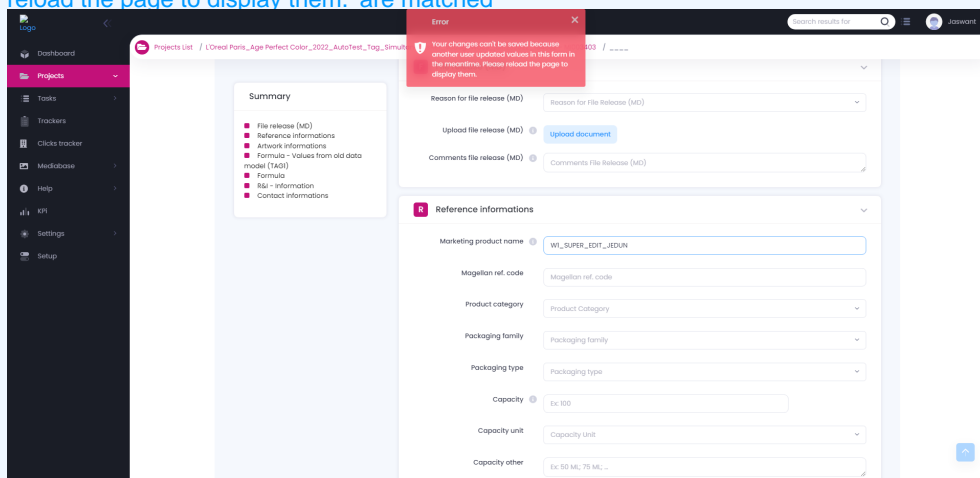 reload the page to display them.' are matched
Logo
Error
Search results for
Jaswant
Projects List / L'Oreal Paris_Age Perfect Color_2022_AutoTest_Tag_Simult 403 / ____
Your changes can't be saved because
another user updated values in this form in
the meantime. Please reload the page to
display them.
Dashboard
Projects
Tasks
Trackers
Clicks tracker
Mediabase
Help
KPI
Settings
Setup
Summary
File release (MD)
Reference informations
Artwork informations
Formula - Values from old data
model (TAG1)
Formula
R&I - Information
Contact informations
Reason for file release (MD) Reason for File Release (MD)
Upload file release (MD) Upload document
Comments file release (MD) Comments File Release (MD)
R Reference informations
Marketing product name W1_SUPER_EDIT_JEDUN
Magellan ref. code Magellan ref. code
Product category Product Category
Packaging family Packaging family
Packaging type Packaging type
Capacity Ex: 100
Capacity unit Capacity Unit
Capacity other Ex: 50 ML; 75 ML; ...